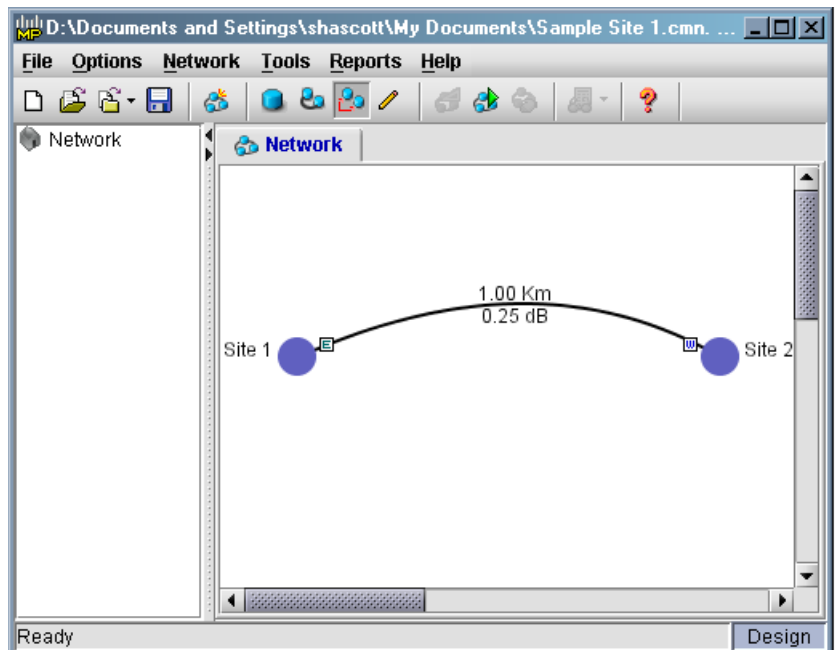 MP D:\Documents and Settings\shascott\My Documents\Sample Site 1.cmn. ...
File Options Network Tools Reports Help
Network
Network
1.00 Km
0.25 dB
Site 1
E
W
Site 2
Ready
Design